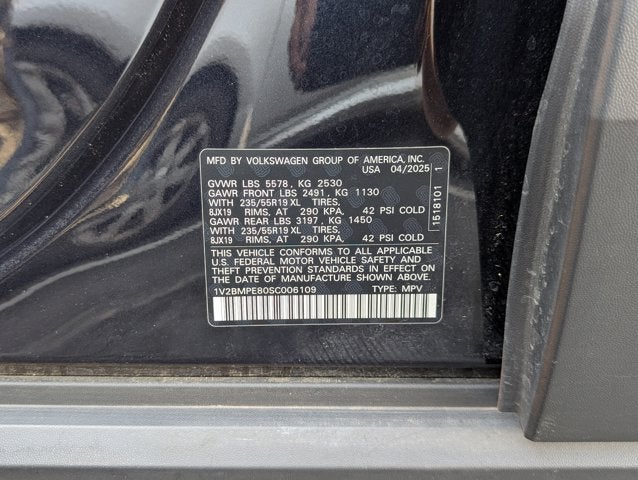 MFD BY VOLKSWAGEN GROUP OF AMERICA, INC.
USA 04/2025
GVWR LBS 5578, KG 2530
GAWR FRONT LBS 2491, KG 1130
WITH 235/55R19 XL TIRES,
8JX19 RIMS, AT 290 KPA, 42 PSI COLD
GAWR REAR LBS 3197, KG 1450
WITH 235/55R19 XL TIRES,
8JX19 RIMS, AT 290 KPA, 42 PSI COLD
THIS VEHICLE CONFORMS TO ALL APPLICABLE
U.S. FEDERAL MOTOR VEHICLE SAFETY AND
THEFT PREVENTION STANDARDS IN EFFECT ON
THE DATE OF MANUFACTURE SHOWN ABOVE.
1V2BMPE80SC006109 TYPE: MPV
1518101 1